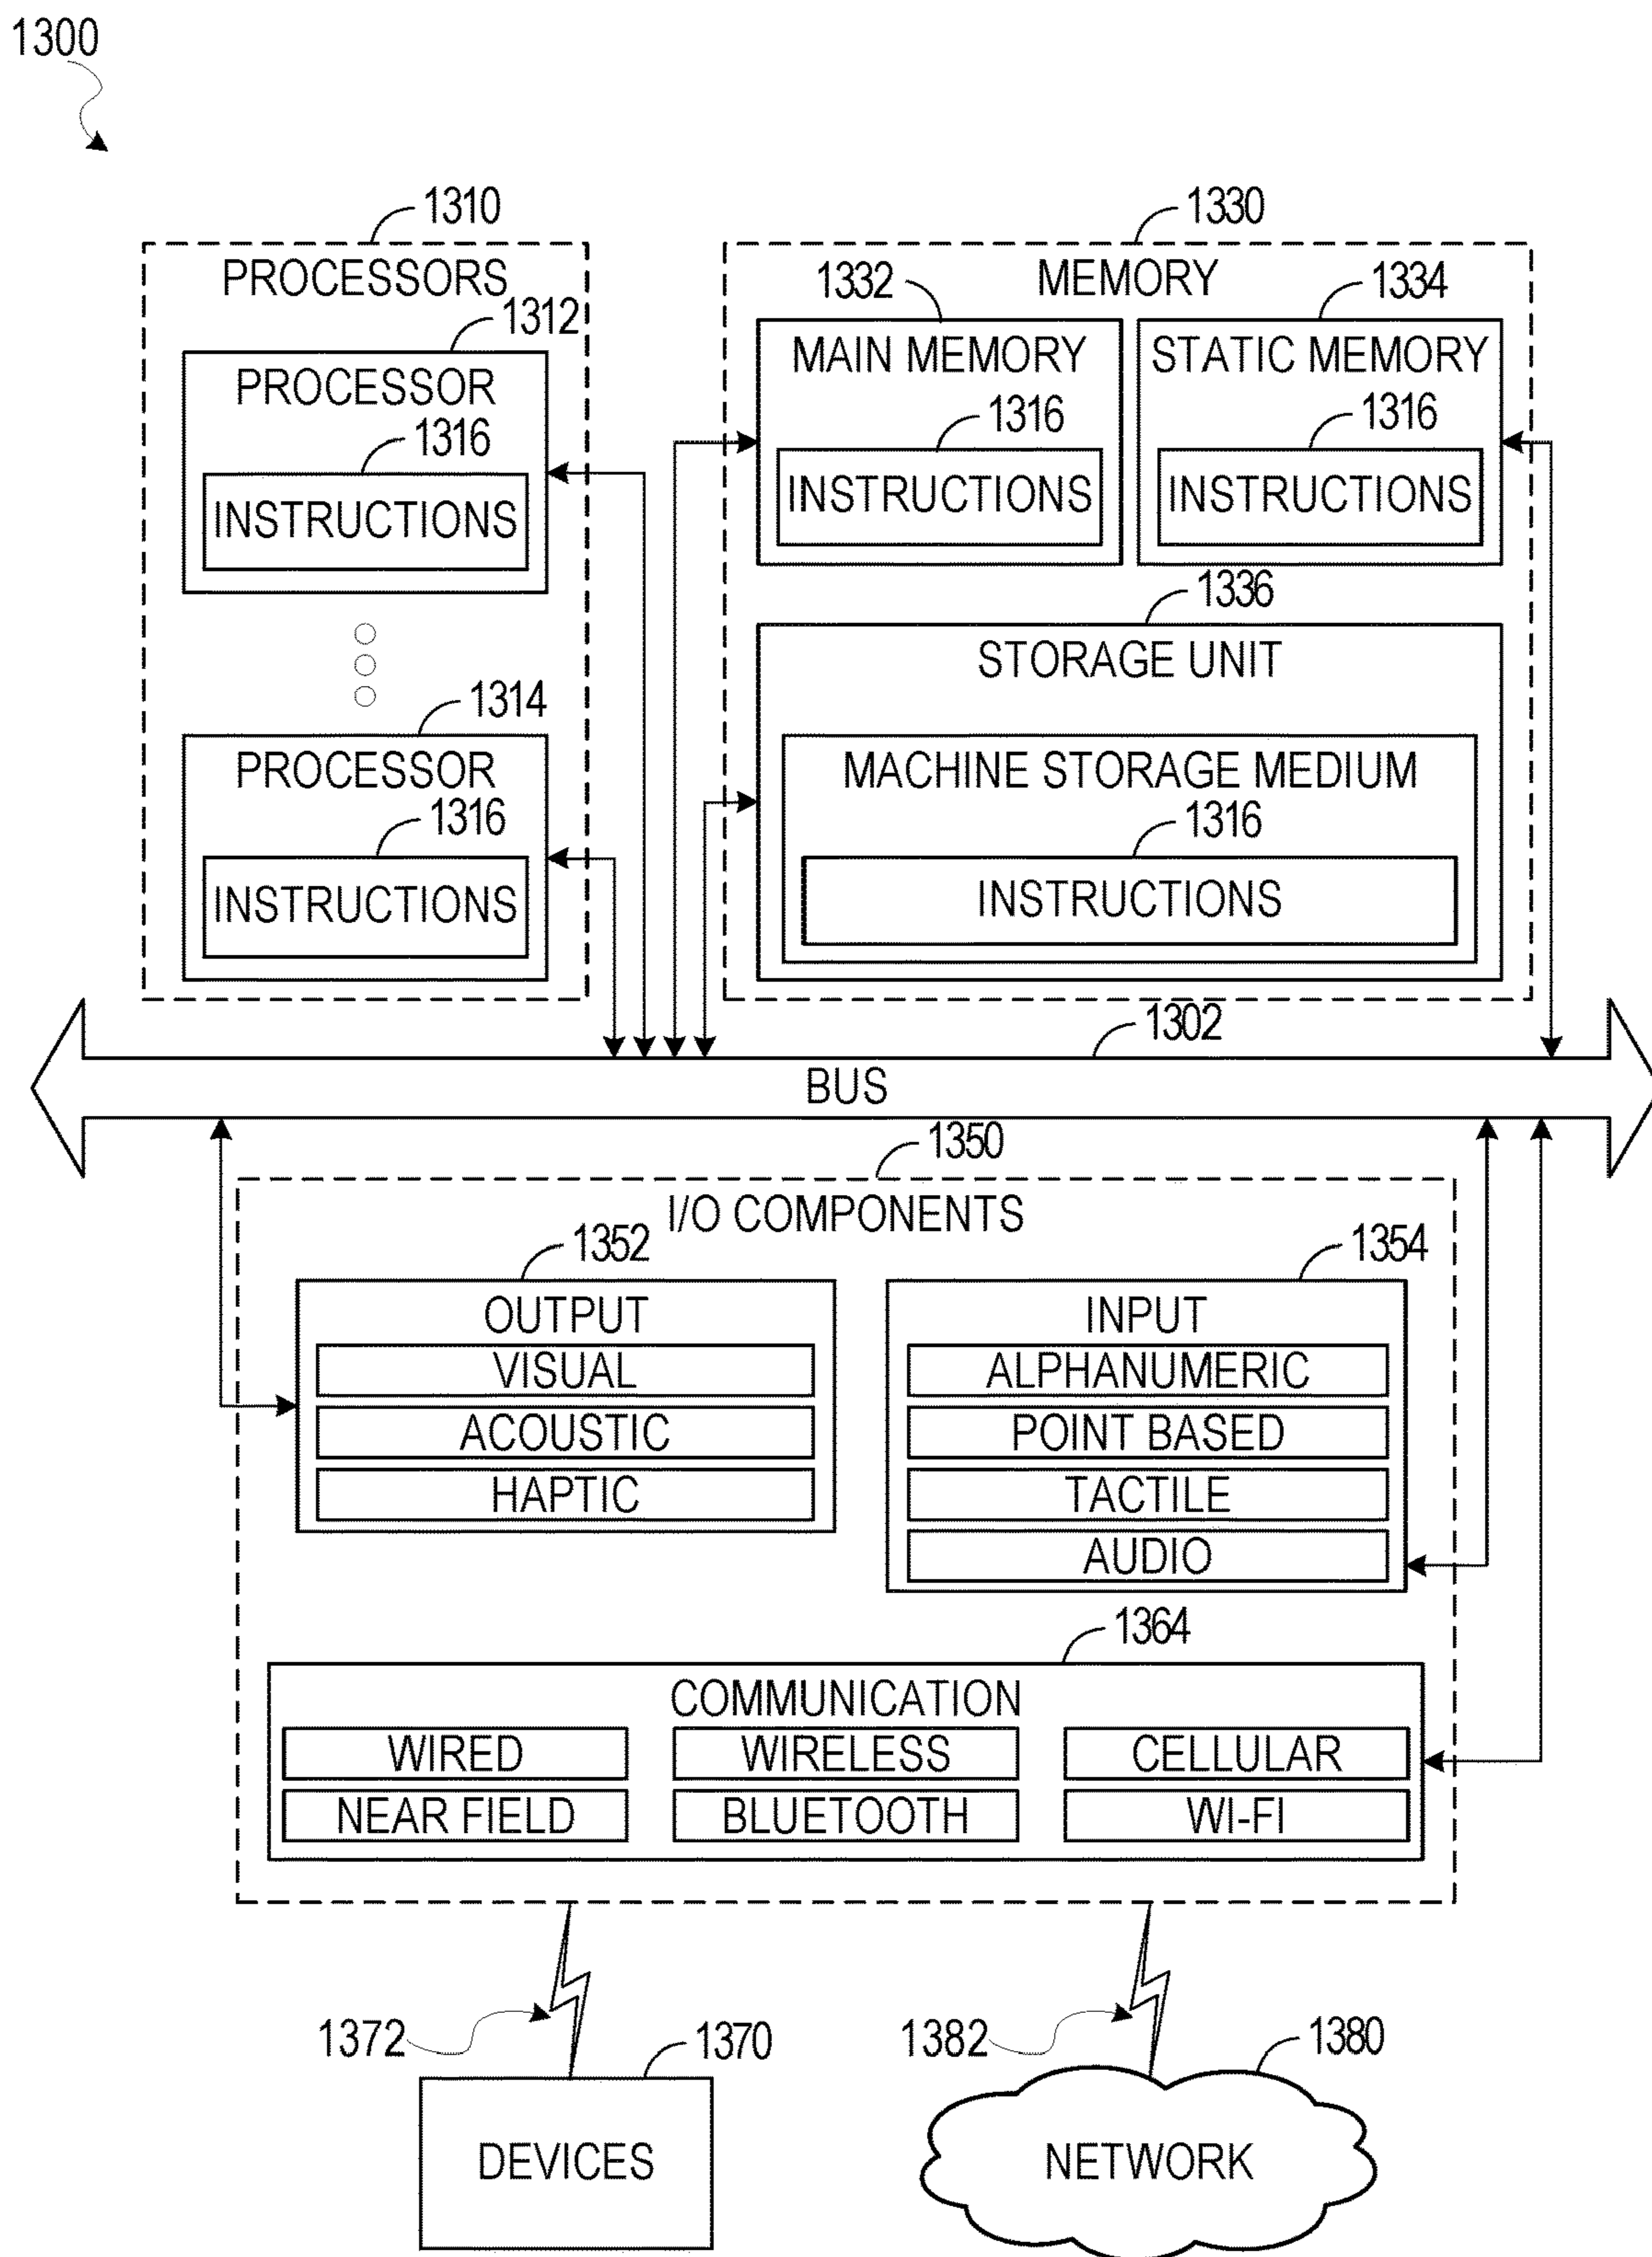 1300
1310
PROCESSORS
1312
PROCESSOR
1316
INSTRUCTIONS
1314
PROCESSOR
1316
INSTRUCTIONS
1330
MEMORY
1332
MAIN MEMORY
1316
INSTRUCTIONS
1334
STATIC MEMORY
1316
INSTRUCTIONS
1336
STORAGE UNIT
MACHINE STORAGE MEDIUM
1316
INSTRUCTIONS
1302
BUS
1350
I/O COMPONENTS
1352
OUTPUT
VISUAL
ACOUSTIC
HAPTIC
1354
INPUT
ALPHANUMERIC
POINT BASED
TACTILE
AUDIO
1364
COMMUNICATION
WIRED
WIRELESS
CELLULAR
NEAR FIELD
BLUETOOTH
WI-FI
1372
1370
DEVICES
1382
1380
NETWORK